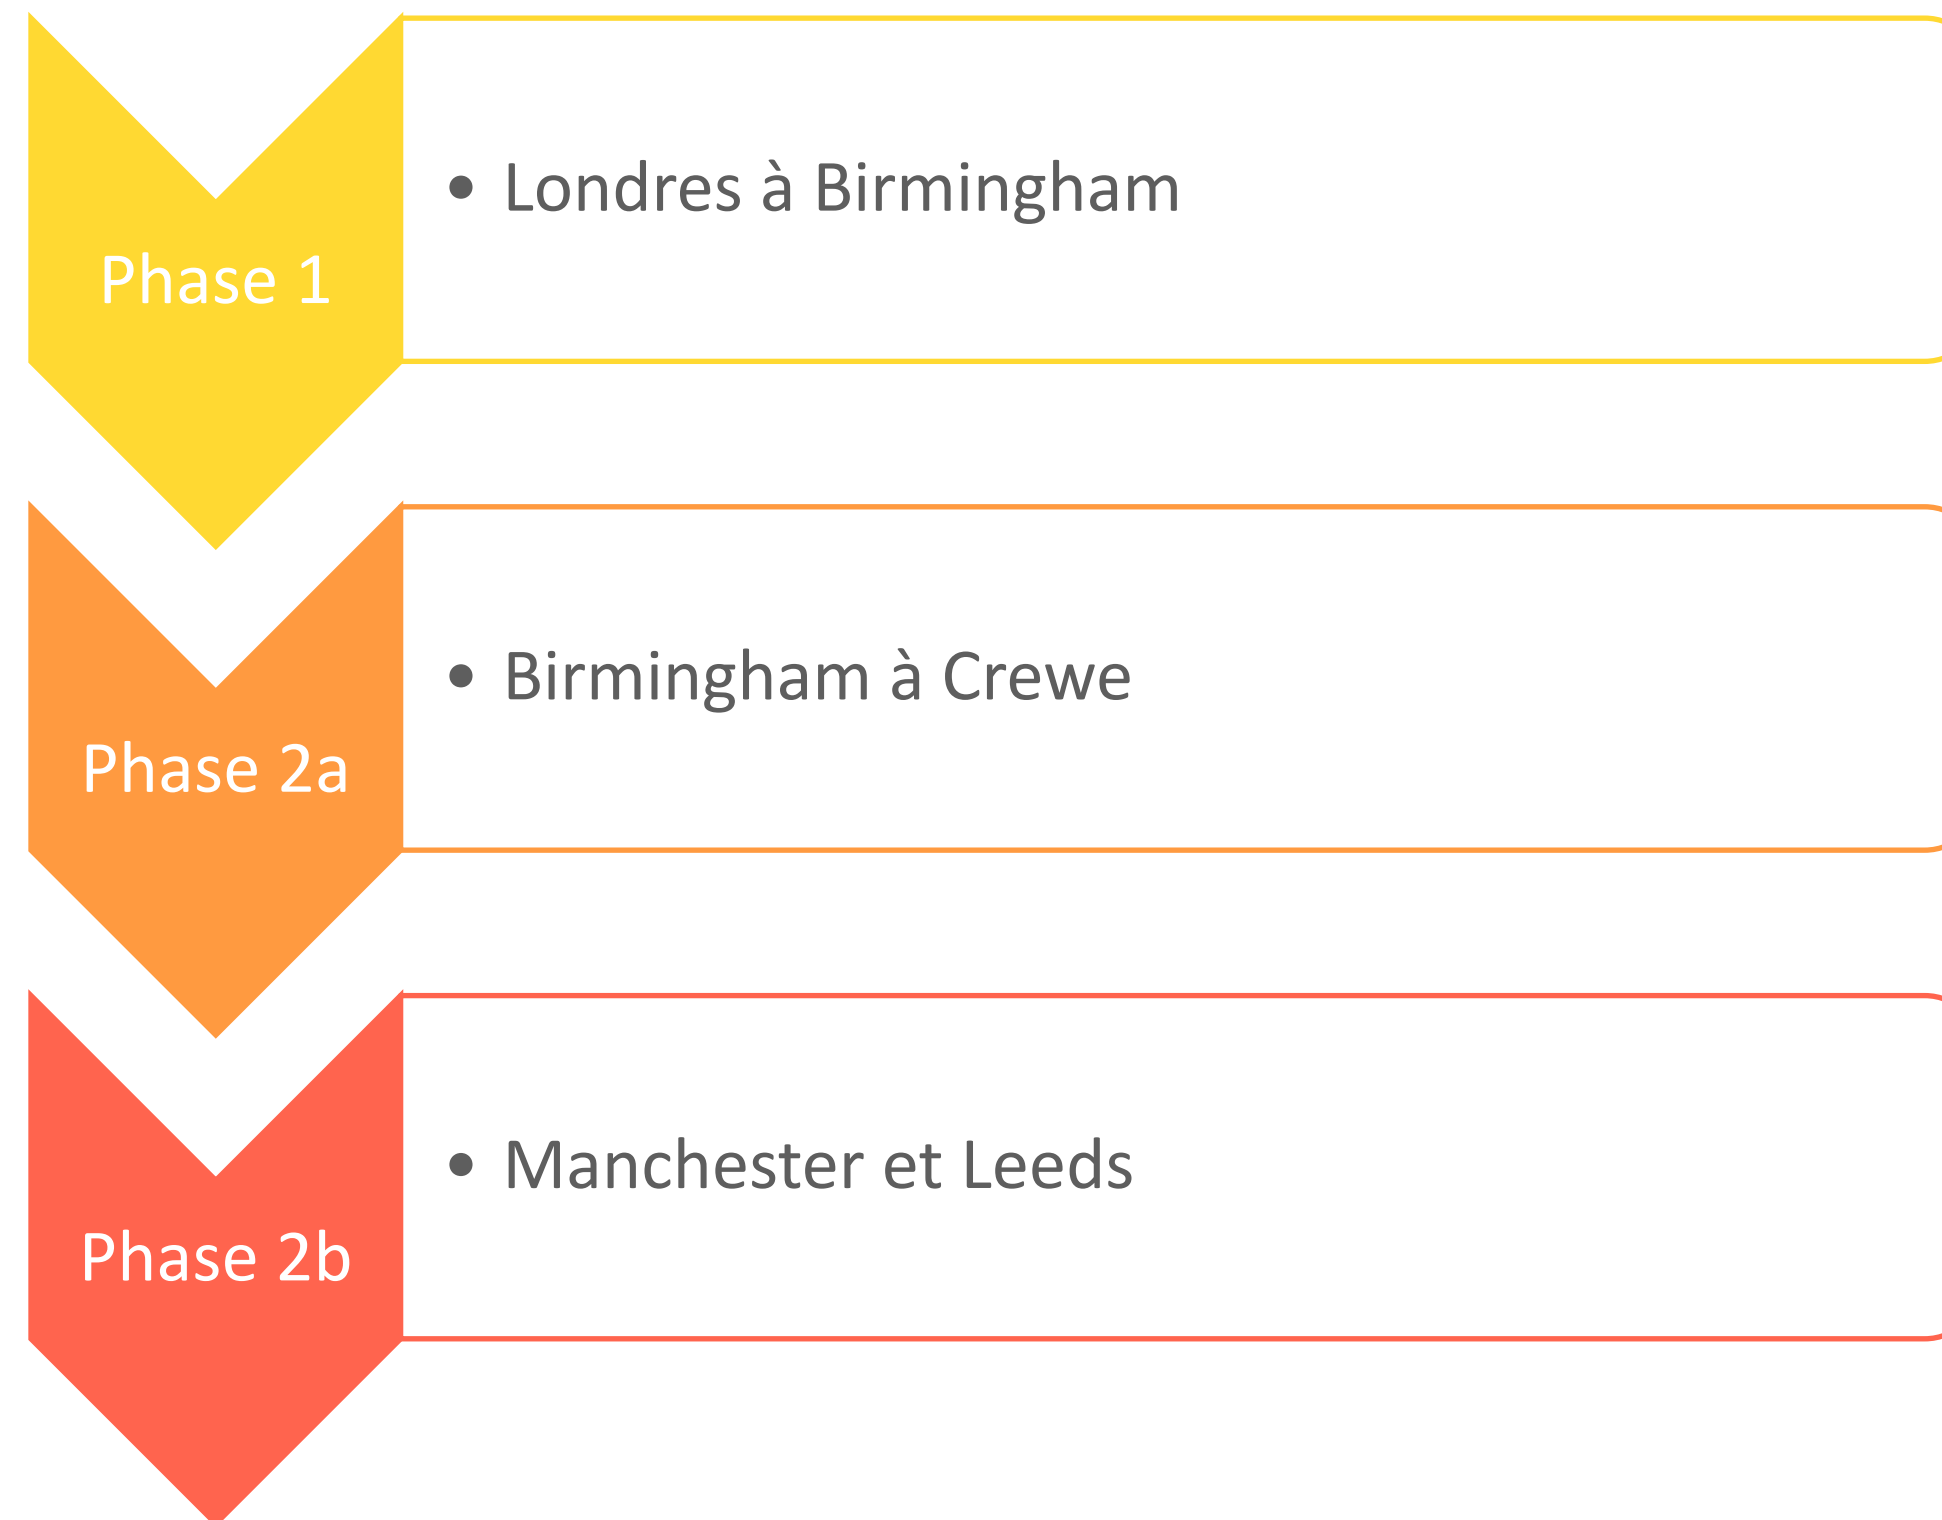 Phase 1
• Londres à Birmingham
Phase 2a
• Birmingham à Crewe
Phase 2b
• Manchester et Leeds